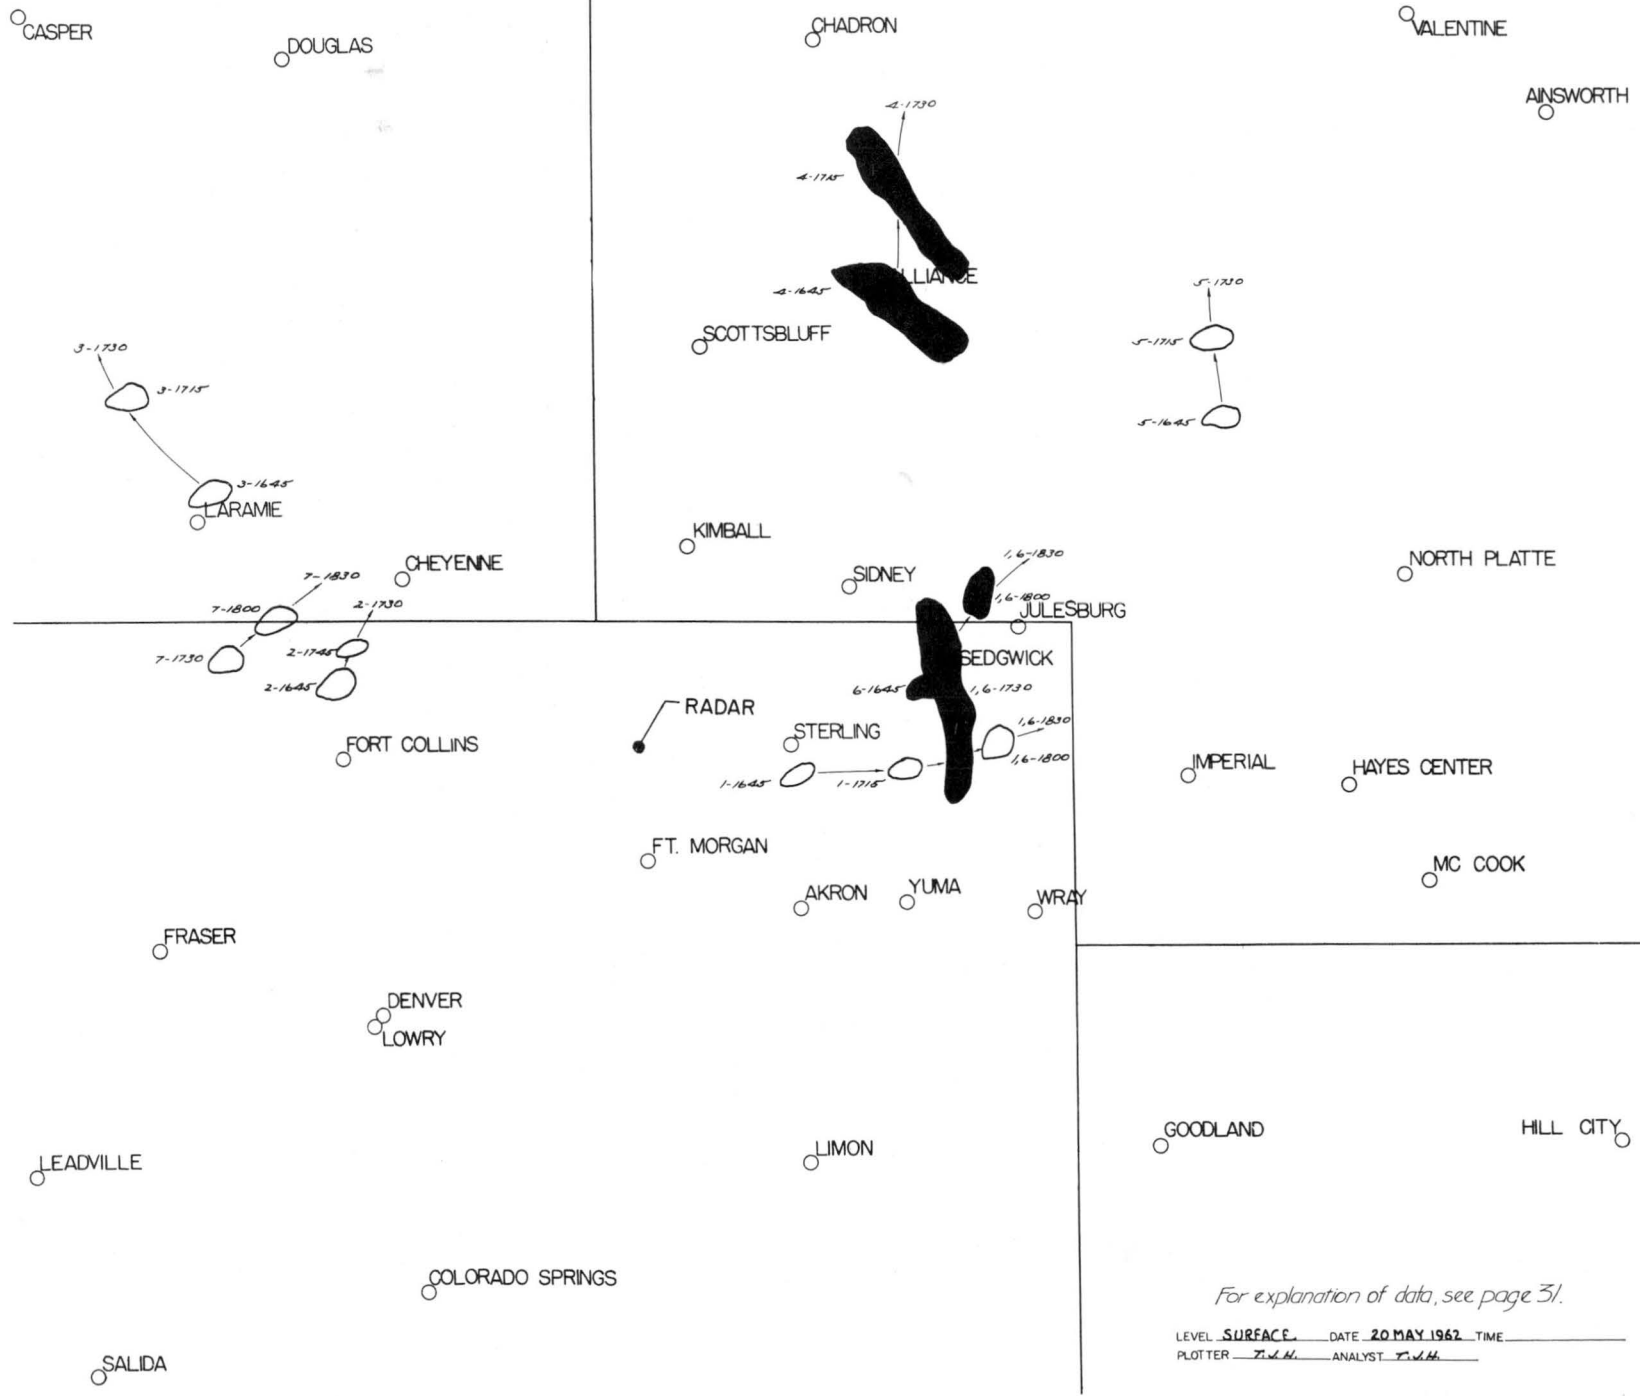 CASPER
DOUGLAS
CHADRON
VALENTINE
AINSWORTH
4-1730
4-1715
LLIANCE
4-1645
5-1730
SCOTTSBLUFF
5-1715
3-1730
3-1715
5-1645
3-1645
LARAMIE
KIMBALL
1,6-1830
NORTH PLATTE
CHEYENNE
7-1830
SIDNEY
1,6-1800
2-1730
7-1800
JULESBURG
2-1745
7-1730
SEDGWICK
2-1645
6-1645
1,6-1730
RADAR
1,6-1830
STERLING
FORT COLLINS
1,6-1800
IMPERIAL
HAYES CENTER
1-1645
1-1715
FT. MORGAN
MC COOK
AKRON
YUMA
WRAY
FRASER
DENVER
LOWRY
GOODLAND
HILL CITY
LIMON
LEADVILLE
COLORADO SPRINGS
For explanation of data, see page 31.
LEVEL SURFACE DATE 20 MAY 1962 TIME
PLOTTER T.J.H. ANALYST T.J.H.
SALIDA